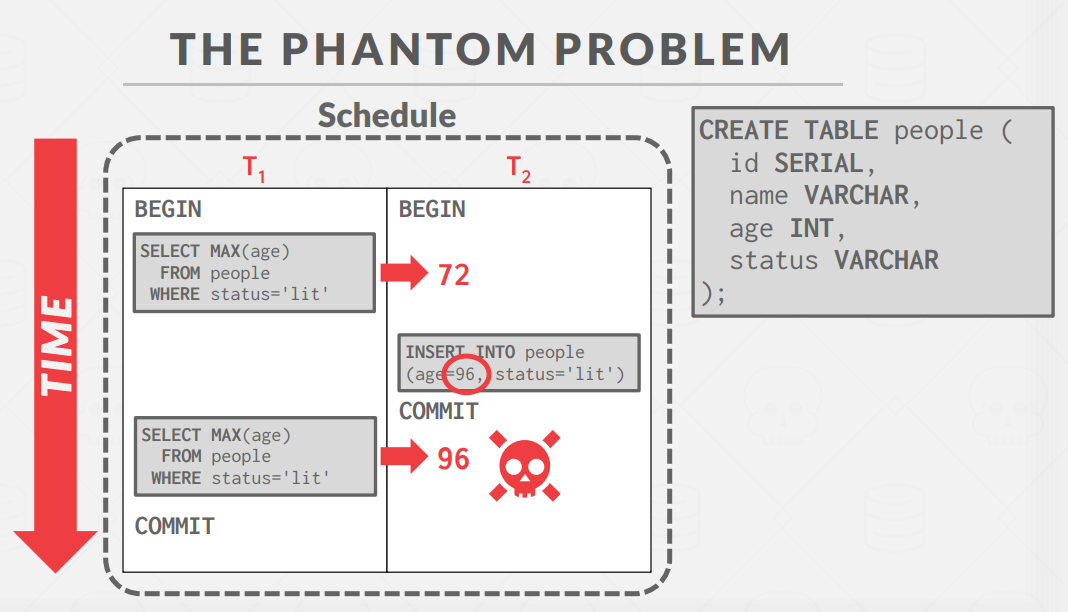 THE PHANTOM PROBLEM
Schedule
TIME
T1
T2
BEGIN
BEGIN
SELECT MAX(age)
FROM people
WHERE status='lit'
72
INSERT INTO people
(age=96, status='lit')
COMMIT
SELECT MAX(age)
FROM people
WHERE status='lit'
96
COMMIT
CREATE TABLE people (
id SERIAL,
name VARCHAR,
age INT,
status VARCHAR
);